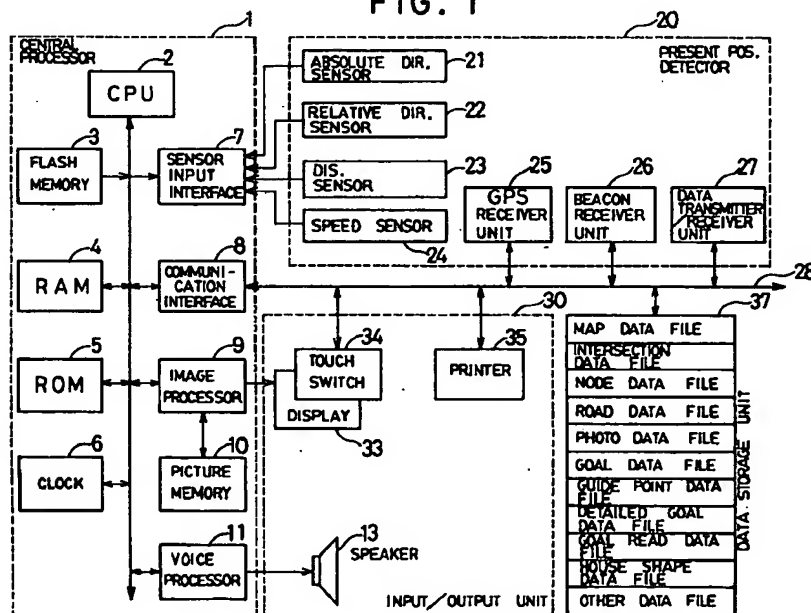 FIG. 1
1
CENTRAL
PROCESSOR
2
CPU
3
FLASH
MEMORY
4
RAM
5
ROM
6
CLOCK
7
SENSOR
INPUT
INTERFACE
8
COMMUNI-
CATION
INTERFACE
9
IMAGE
PROCESSOR
10
PICTURE
MEMORY
11
VOICE
PROCESSOR
13
SPEAKER
20
PRESENT POS.
DETECTOR
ABSOLUTE DIR.
SENSOR
21
RELATIVE DIR.
SENSOR
22
DIS.
SENSOR
23
SPEED SENSOR
24
25
GPS
RECEIVER
UNIT
26
BEACON
RECEIVER
UNIT
27
DATA
TRANSMITTER
/RECEIVER
UNIT
28
30
34
TOUCH
SWITCH
DISPLAY
33
35
PRINTER
INPUT/OUTPUT UNIT
37
MAP DATA FILE
INTERSECTION
DATA FILE
NODE DATA FILE
ROAD DATA FILE
PHOTO DATA FILE
GOAL DATA FILE
GUIDE POINT DATA
FILE
DETAILED GOAL
DATA FILE
GOAL READ DATA
FILE
HOUSE SHAPE
DATA FILE
OTHER DATA FILE
DATA STORAGE UNIT